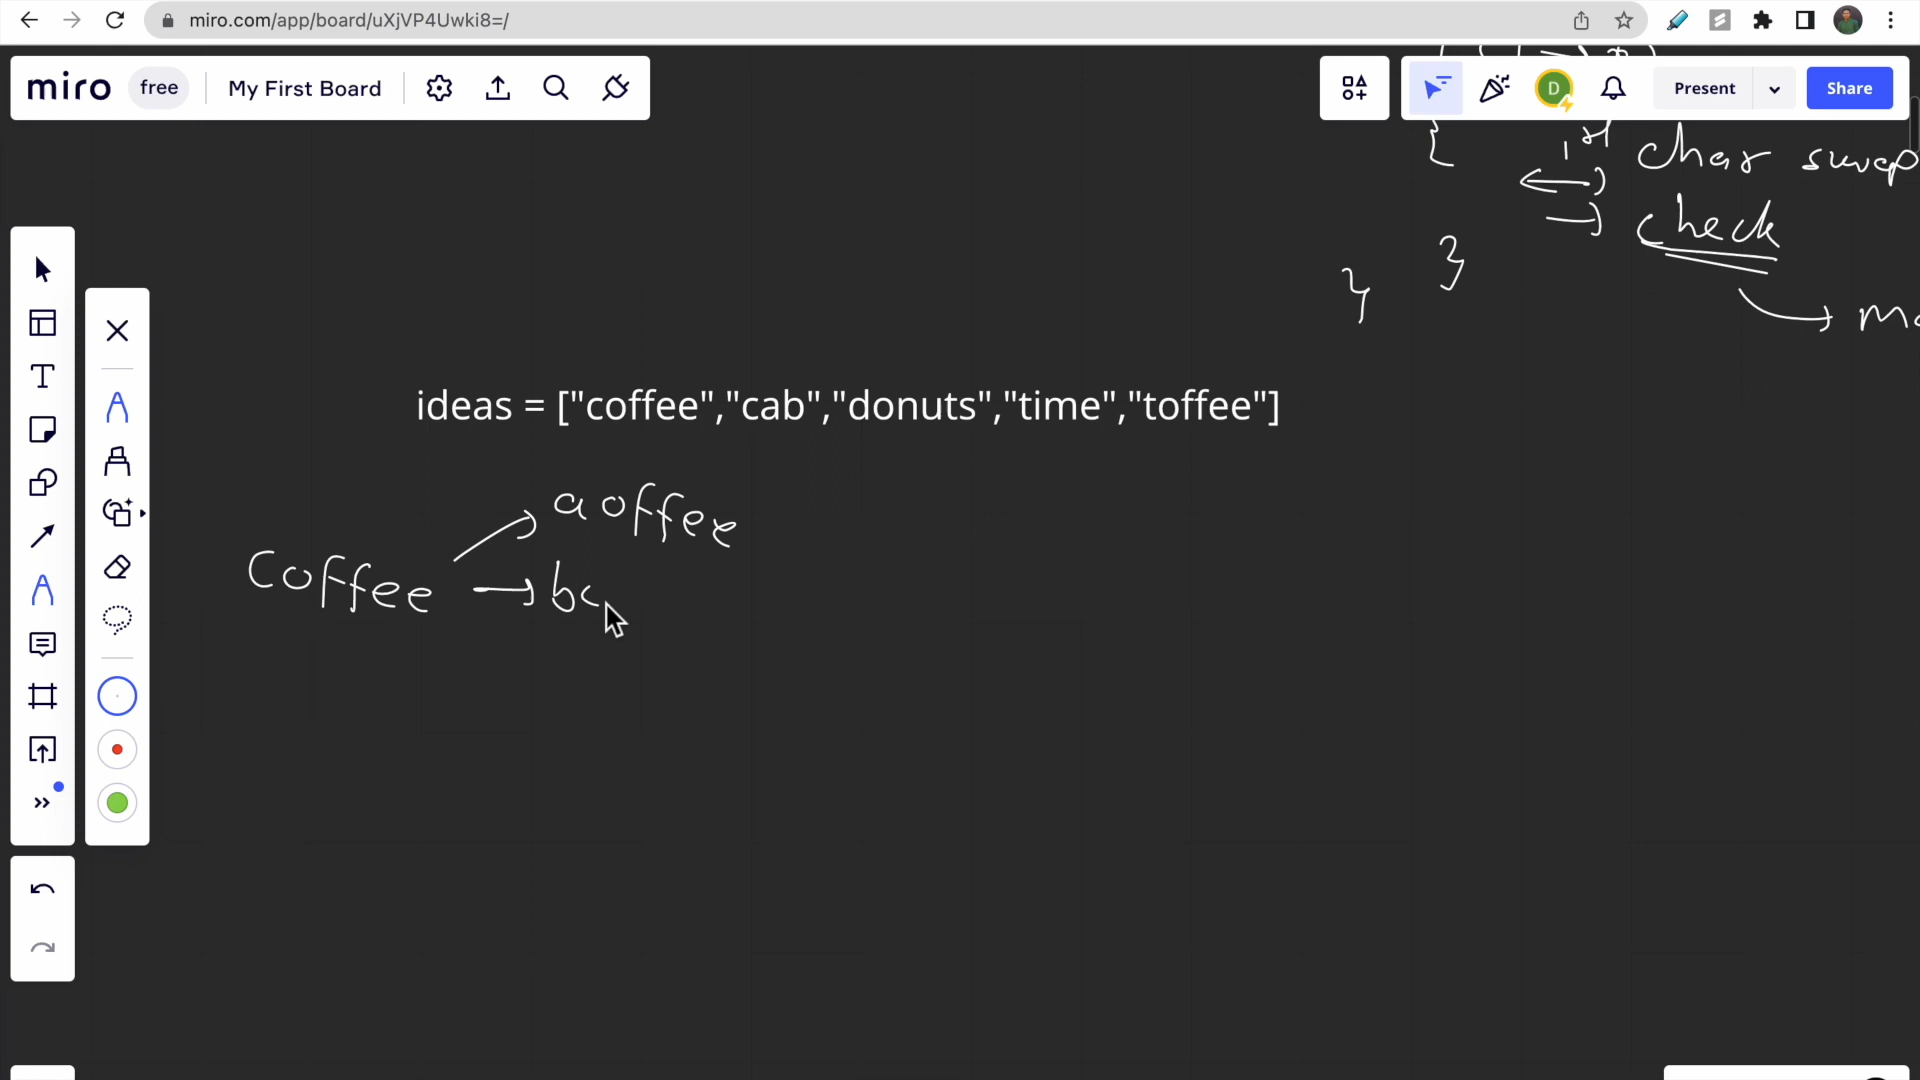 miro.com/app/board/uXjVP4Uwki8=/
miro free My First Board
D Present Share
1st char swap
check
ideas = ["coffee","cab","donuts","time","toffee"]
aoffee
Coffee